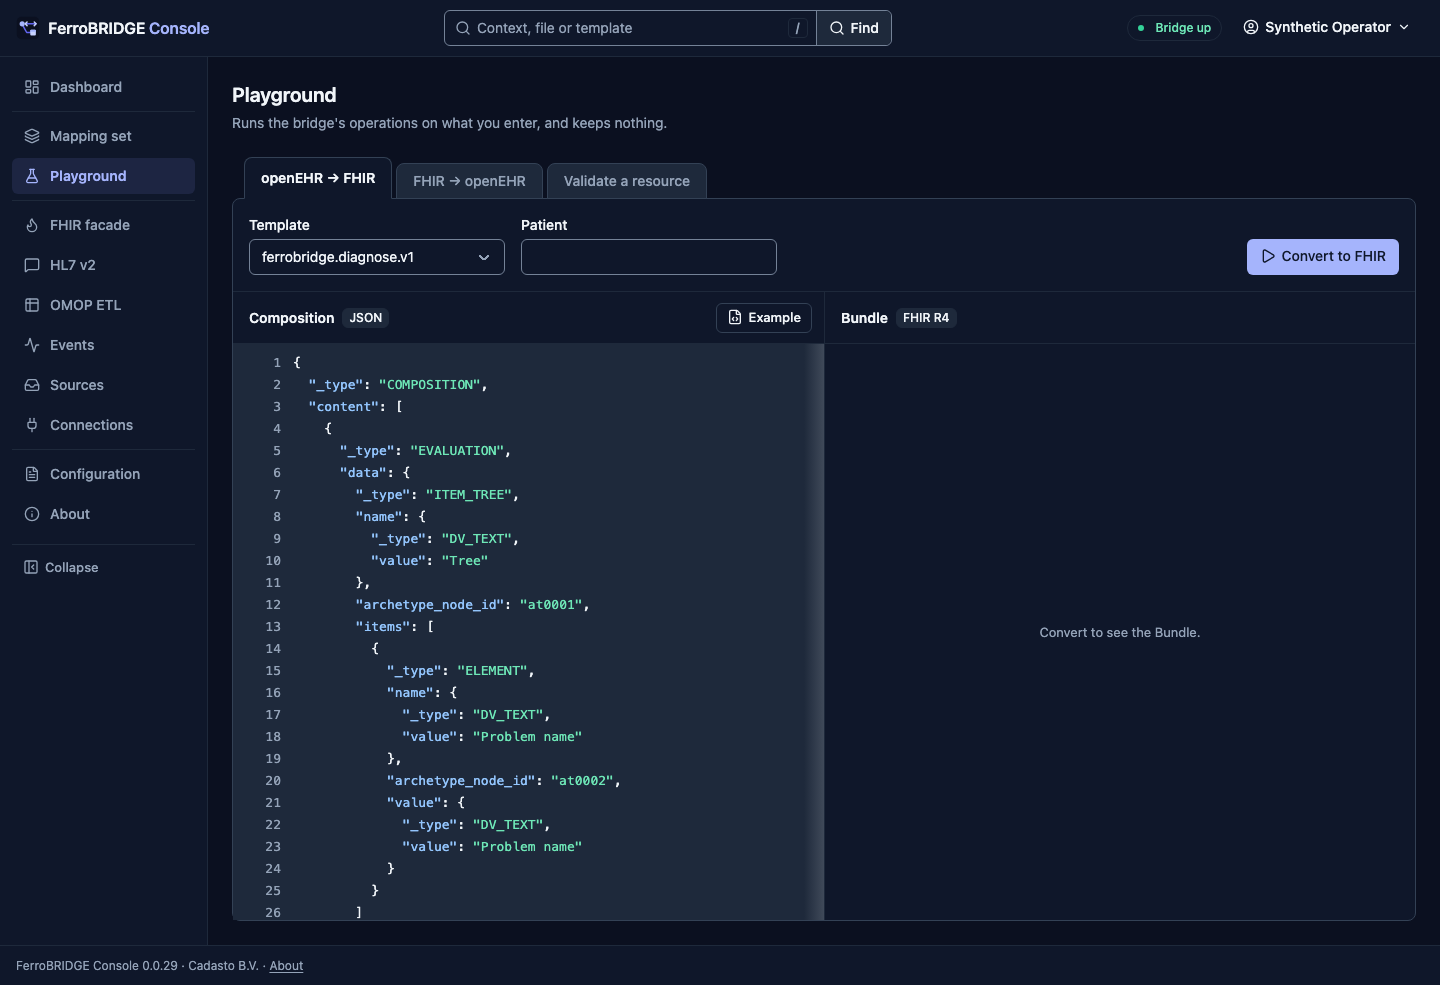 FerroBRIDGE Console
Context, file or template /
Find
Bridge up
Synthetic Operator
Dashboard
Mapping set
Playground
FHIR facade
HL7 v2
OMOP ETL
Events
Sources
Connections
Configuration
About
Collapse
Playground
Runs the bridge's operations on what you enter, and keeps nothing.
openEHR → FHIR
FHIR → openEHR
Validate a resource
Template
ferrobridge.diagnose.v1
Patient
Convert to FHIR
Composition JSON
Example
1 {
2 "_type": "COMPOSITION",
3 "content": [
4 {
5 "_type": "EVALUATION",
6 "data": {
7 "_type": "ITEM_TREE",
8 "name": {
9 "_type": "DV_TEXT",
10 "value": "Tree"
11 },
12 "archetype_node_id": "at0001",
13 "items": [
14 {
15 "_type": "ELEMENT",
16 "name": {
17 "_type": "DV_TEXT",
18 "value": "Problem name"
19 },
20 "archetype_node_id": "at0002",
21 "value": {
22 "_type": "DV_TEXT",
23 "value": "Problem name"
24 }
25 }
26 ]
Bundle FHIR R4
Convert to see the Bundle.
FerroBRIDGE Console 0.0.29 · Cadasto B.V. · About